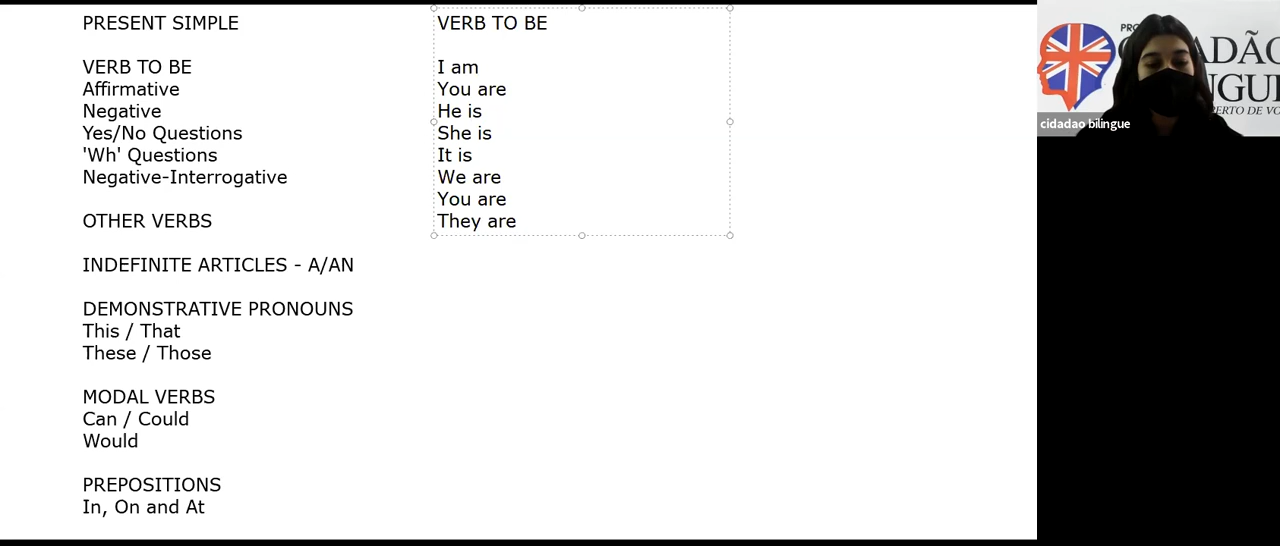 PRESENT SIMPLE
VERB TO BE
Affirmative
Negative
Yes/No Questions
'Wh' Questions
Negative-Interrogative
OTHER VERBS
INDEFINITE ARTICLES - A/AN
DEMONSTRATIVE PRONOUNS
This / That
These / Those
MODAL VERBS
Can / Could
Would
PREPOSITIONS
In, On and At
VERB TO BE
I am
You are
He is
She is
It is
We are
You are
They are
cidadao bilingue